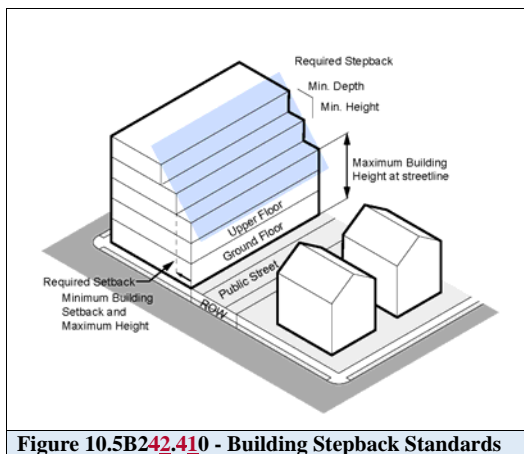 Required Stepback
Min. Depth
Min. Height
Maximum Building
Height at streetline
Upper Floor
Ground Floor
Public Street
ROW
Required Setback
Minimum Building
Setback and
Maximum Height
Figure 10.5B242.410 - Building Stepback Standards